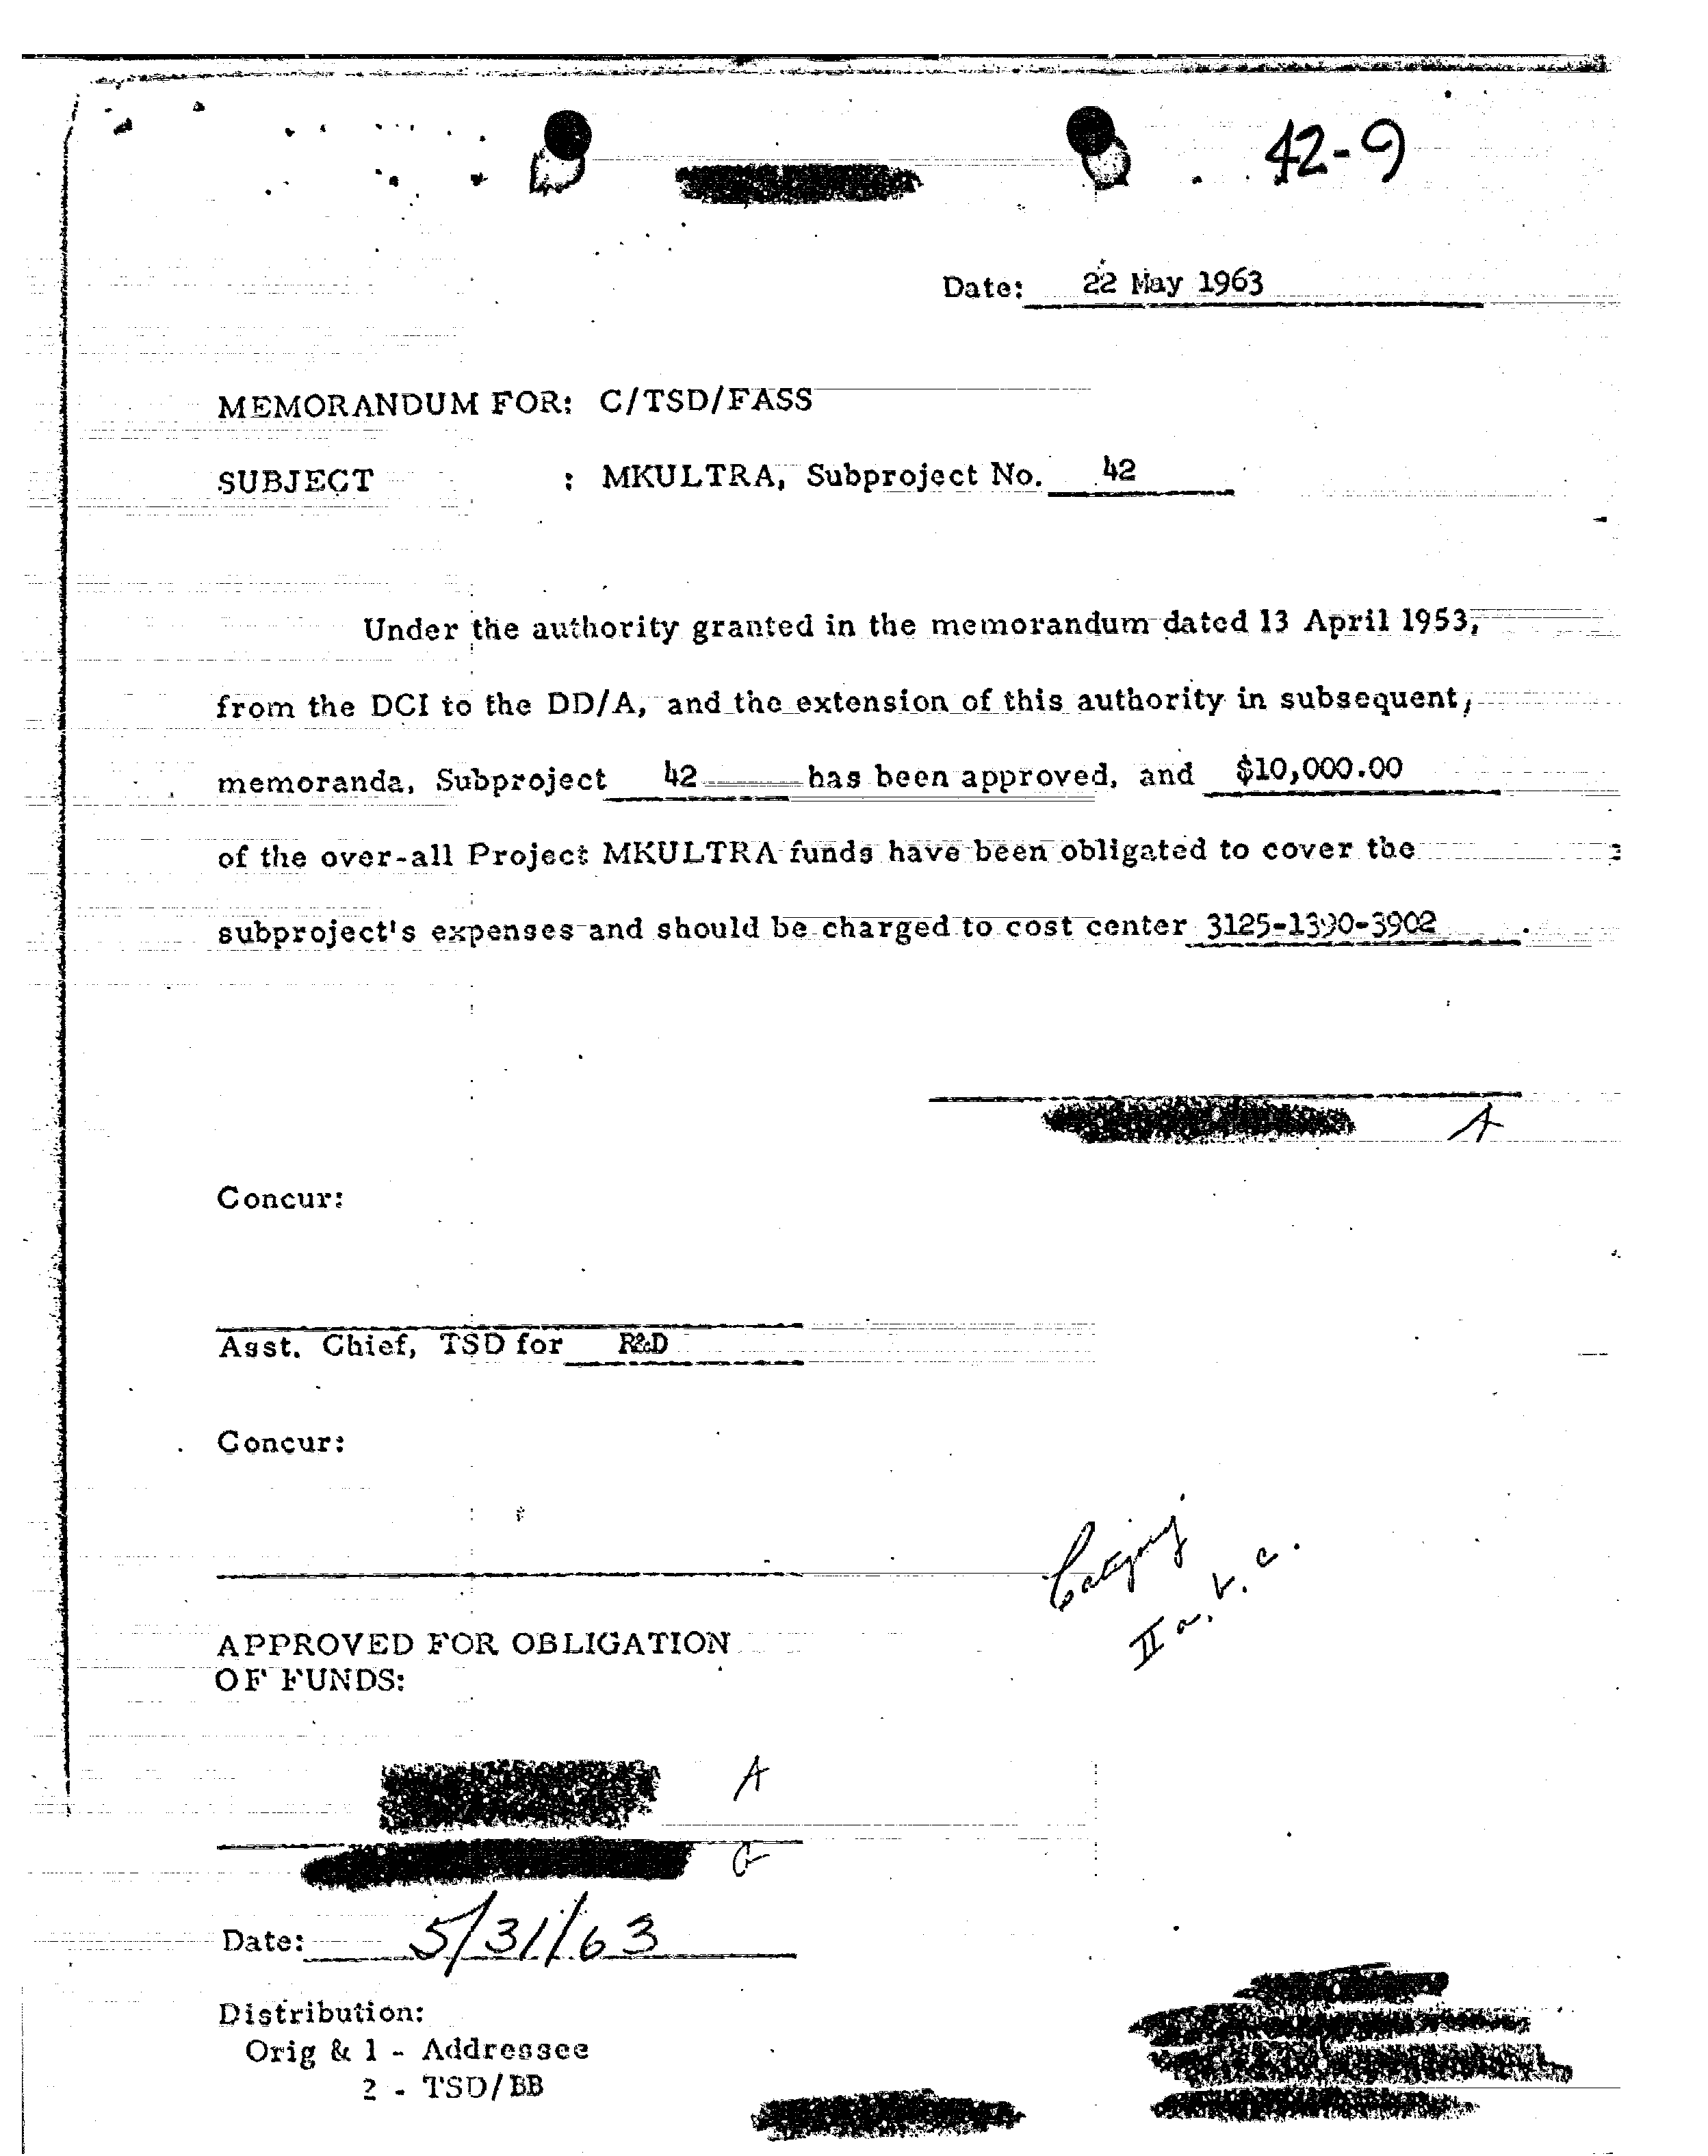 42-9
Date: 22 May 1963
MEMORANDUM FOR: C/TSD/FASS
SUBJECT : MKULTRA, Subproject No. 42
Under the authority granted in the memorandum dated 13 April 1953,
from the DCI to the DD/A, and the extension of this authority in subsequent
memoranda, Subproject 42 has been approved, and $10,000.00
of the over-all Project MKULTRA funds have been obligated to cover the
subproject's expenses and should be charged to cost center 3125-1390-3902.
A
Concur:
Asst. Chief, TSD for R&D
Concur:
Category
II a, b, c.
APPROVED FOR OBLIGATION
OF FUNDS:
A
C
Date: 5/31/63
Distribution:
Orig & 1 - Addressee
2 - TSD/BB